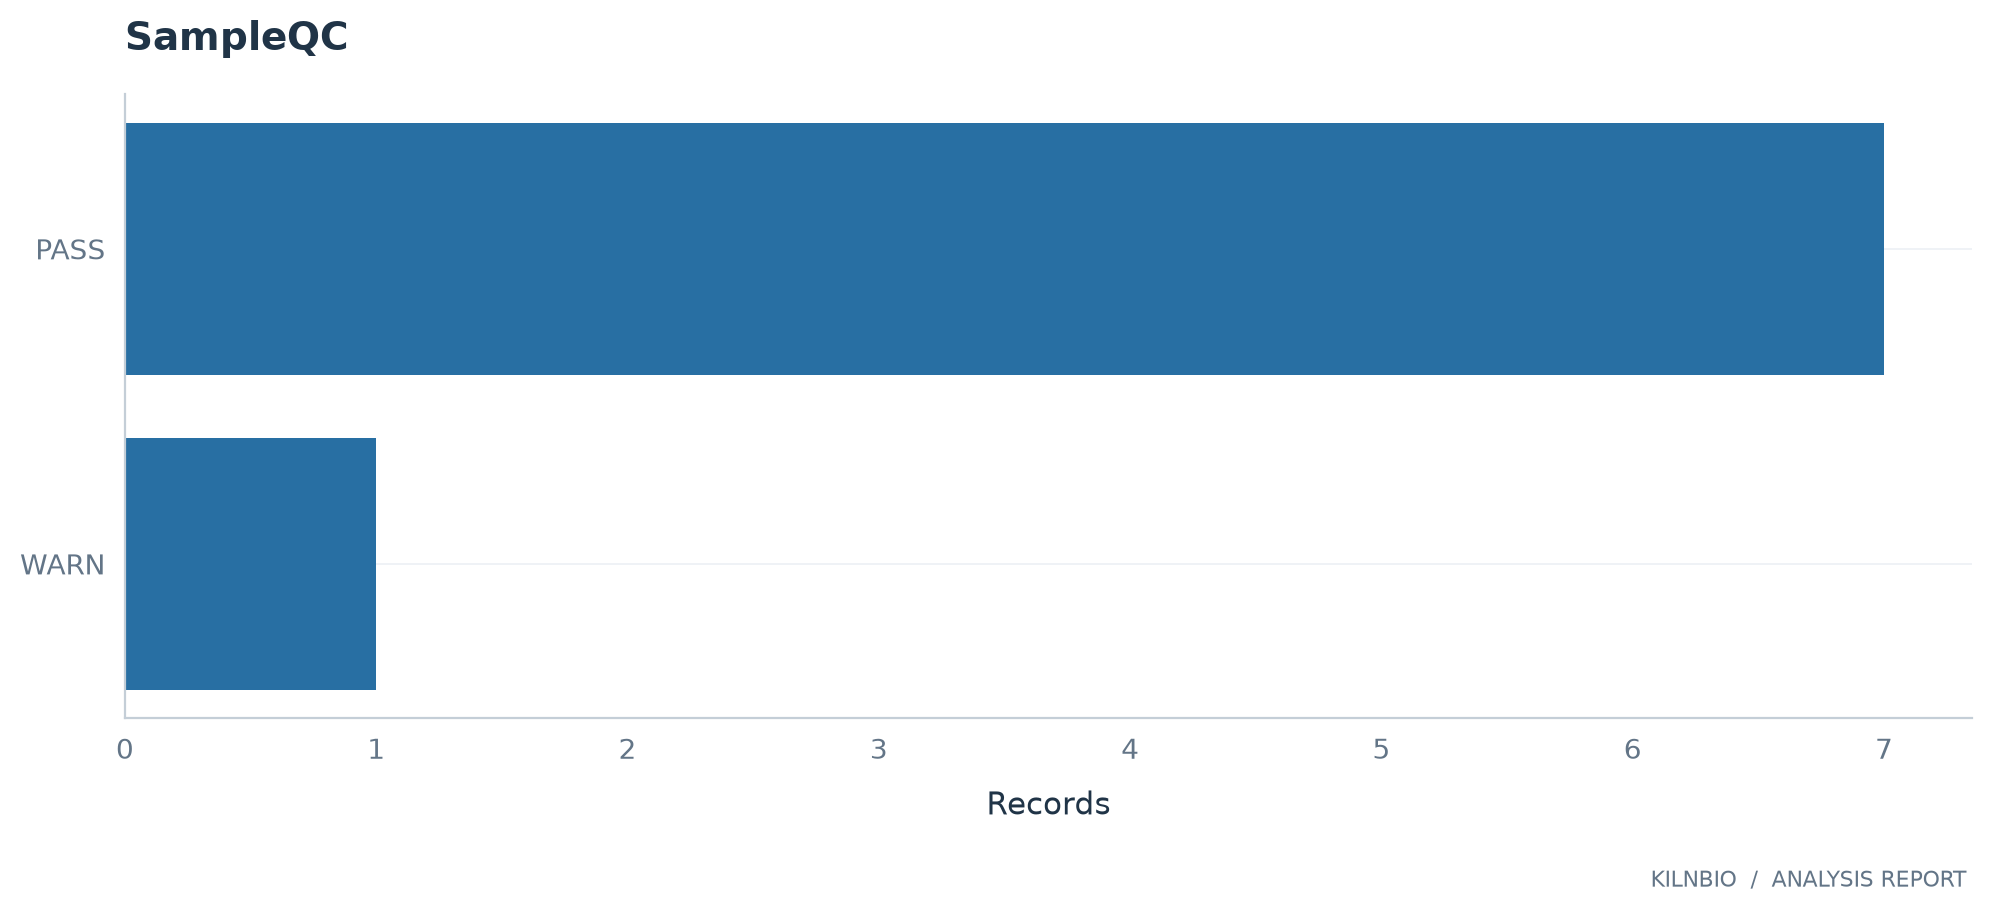 SampleQC
PASS
WARN
0 1 2 3 4 5 6 7
Records
KILNBIO / ANALYSIS REPORT